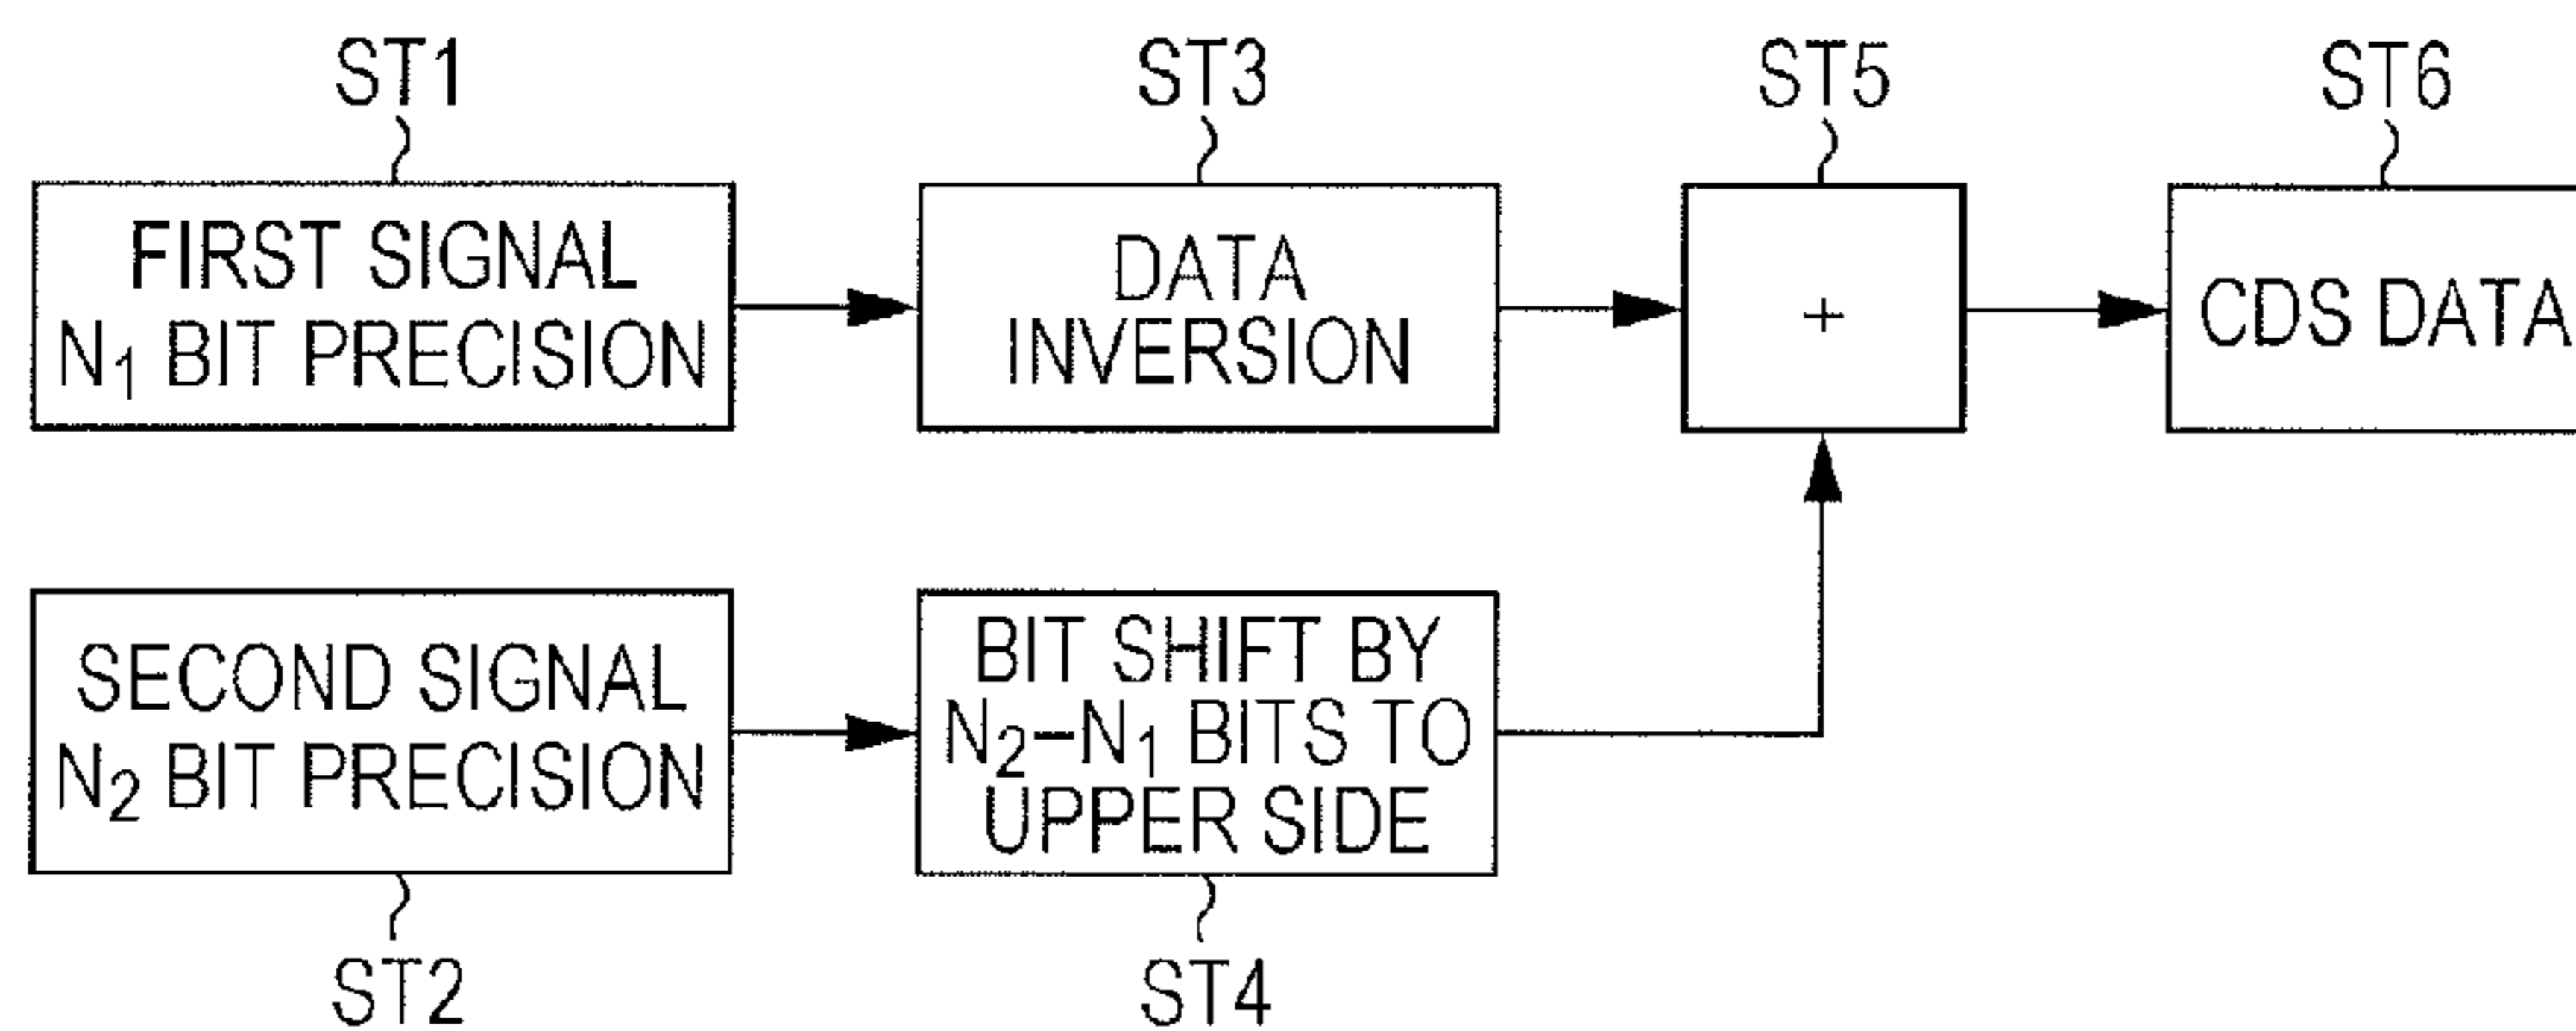 ST1
ST3
ST5
ST6
FIRST SIGNAL
N₁ BIT PRECISION
DATA
INVERSION
+
CDS DATA
SECOND SIGNAL
N₂ BIT PRECISION
BIT SHIFT BY
N₂-N₁ BITS TO
UPPER SIDE
ST2
ST4